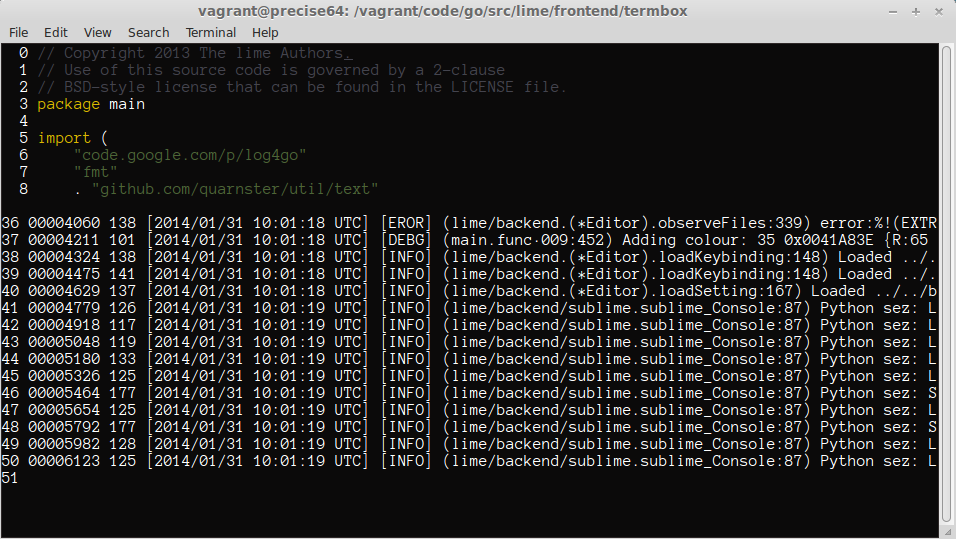 vagrant@precise64: /vagrant/code/go/src/lime/frontend/termbox
File Edit View Search Terminal Help
0 // Copyright 2013 The lime Authors.
1 // Use of this source code is governed by a 2-clause
2 // BSD-style license that can be found in the LICENSE file.
3 package main
4
5 import (
6     "code.google.com/p/log4go"
7     "fmt"
8     . "github.com/quarnster/util/text"
36 00004060 138 [2014/01/31 10:01:18 UTC] [EROR] (lime/backend.(*Editor).observeFiles:339) error:%!(EXTR
37 00004211 101 [2014/01/31 10:01:18 UTC] [DEBG] (main.func·009:452) Adding colour: 35 0x0041A83E {R:65
38 00004324 138 [2014/01/31 10:01:18 UTC] [INFO] (lime/backend.(*Editor).loadKeybinding:148) Loaded ../.
39 00004475 141 [2014/01/31 10:01:18 UTC] [INFO] (lime/backend.(*Editor).loadKeybinding:148) Loaded ../.
40 00004629 137 [2014/01/31 10:01:18 UTC] [INFO] (lime/backend.(*Editor).loadSetting:167) Loaded ../../b
41 00004779 126 [2014/01/31 10:01:19 UTC] [INFO] (lime/backend/sublime.sublime_Console:87) Python sez: L
42 00004918 117 [2014/01/31 10:01:19 UTC] [INFO] (lime/backend/sublime.sublime_Console:87) Python sez: L
43 00005048 119 [2014/01/31 10:01:19 UTC] [INFO] (lime/backend/sublime.sublime_Console:87) Python sez: L
44 00005180 133 [2014/01/31 10:01:19 UTC] [INFO] (lime/backend/sublime.sublime_Console:87) Python sez: L
45 00005326 125 [2014/01/31 10:01:19 UTC] [INFO] (lime/backend/sublime.sublime_Console:87) Python sez: L
46 00005464 177 [2014/01/31 10:01:19 UTC] [INFO] (lime/backend/sublime.sublime_Console:87) Python sez: S
47 00005654 125 [2014/01/31 10:01:19 UTC] [INFO] (lime/backend/sublime.sublime_Console:87) Python sez: L
48 00005792 177 [2014/01/31 10:01:19 UTC] [INFO] (lime/backend/sublime.sublime_Console:87) Python sez: S
49 00005982 128 [2014/01/31 10:01:19 UTC] [INFO] (lime/backend/sublime.sublime_Console:87) Python sez: L
50 00006123 125 [2014/01/31 10:01:19 UTC] [INFO] (lime/backend/sublime.sublime_Console:87) Python sez: L
51